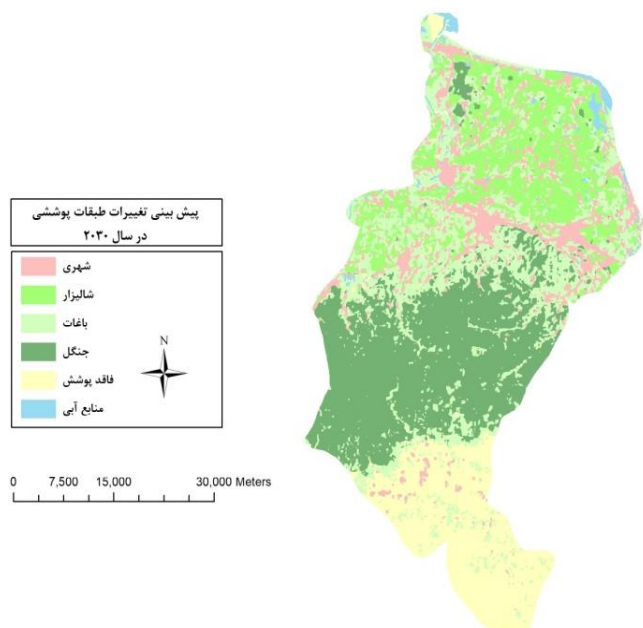 پیش بینی تغییرات طبقات پوششی
در سال ۲۰۳۰
شهری
شالیزار
باغات
جنگل
فاقد پوشش
منابع آبی
N
0 7,500 15,000 30,000 Meters